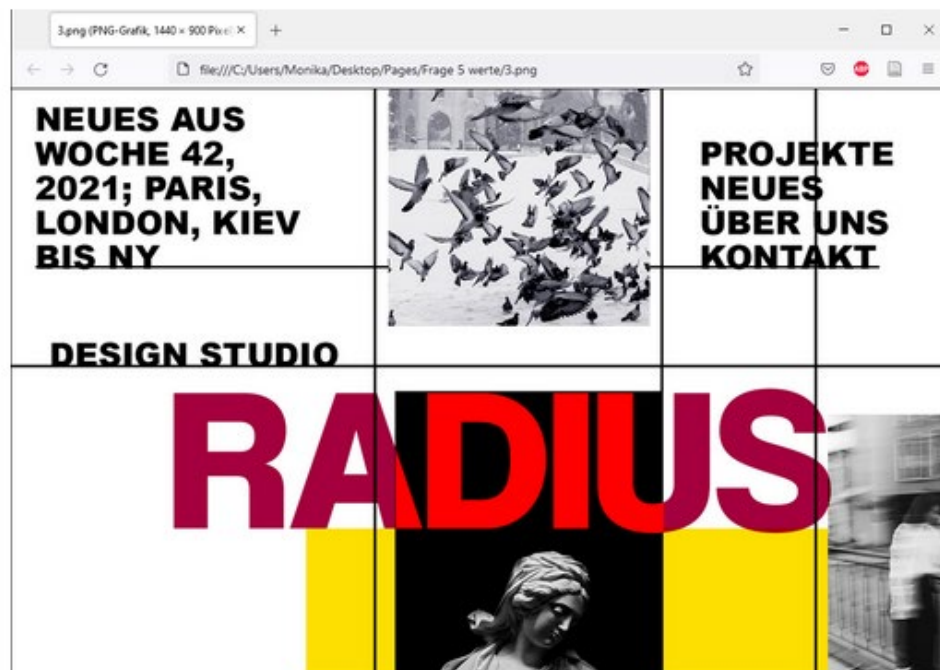 3.png (PNG-Grafik, 1440 × 900 Pixel
file:///C:/Users/Monika/Desktop/Pages/Frage 5 werte/3.png
ABP
NEUES AUS
WOCHE 42,
2021; PARIS,
LONDON, KIEV
BIS NY
PROJEKTE
NEUES
ÜBER UNS
KONTAKT
DESIGN STUDIO
RADIUS